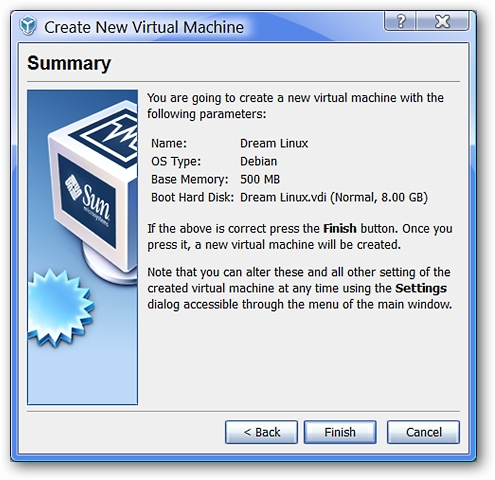 Create New Virtual Machine
?
Summary
You are going to create a new virtual machine with the
following parameters:
Name: Dream Linux
OS Type: Debian
Base Memory: 500 MB
Boot Hard Disk: Dream Linux.vdi (Normal, 8.00 GB)
If the above is correct press the Finish button. Once you
press it, a new virtual machine will be created.
Note that you can alter these and all other setting of the
created virtual machine at any time using the Settings
dialog accessible through the menu of the main window.
Sun
microsystems
< Back Finish Cancel